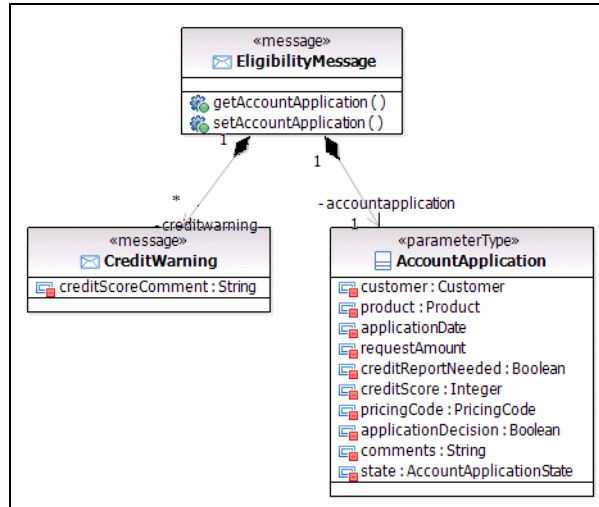 «message»
EligibilityMessage
getAccountApplication ( )
setAccountApplication ( )
1
1
*
-creditwarning
-accountapplication
1
«message»
CreditWarning
creditScoreComment : String
«parameterType»
AccountApplication
customer : Customer
product : Product
applicationDate
requestAmount
creditReportNeeded : Boolean
creditScore : Integer
pricingCode : PricingCode
applicationDecision : Boolean
comments : String
state : AccountApplicationState